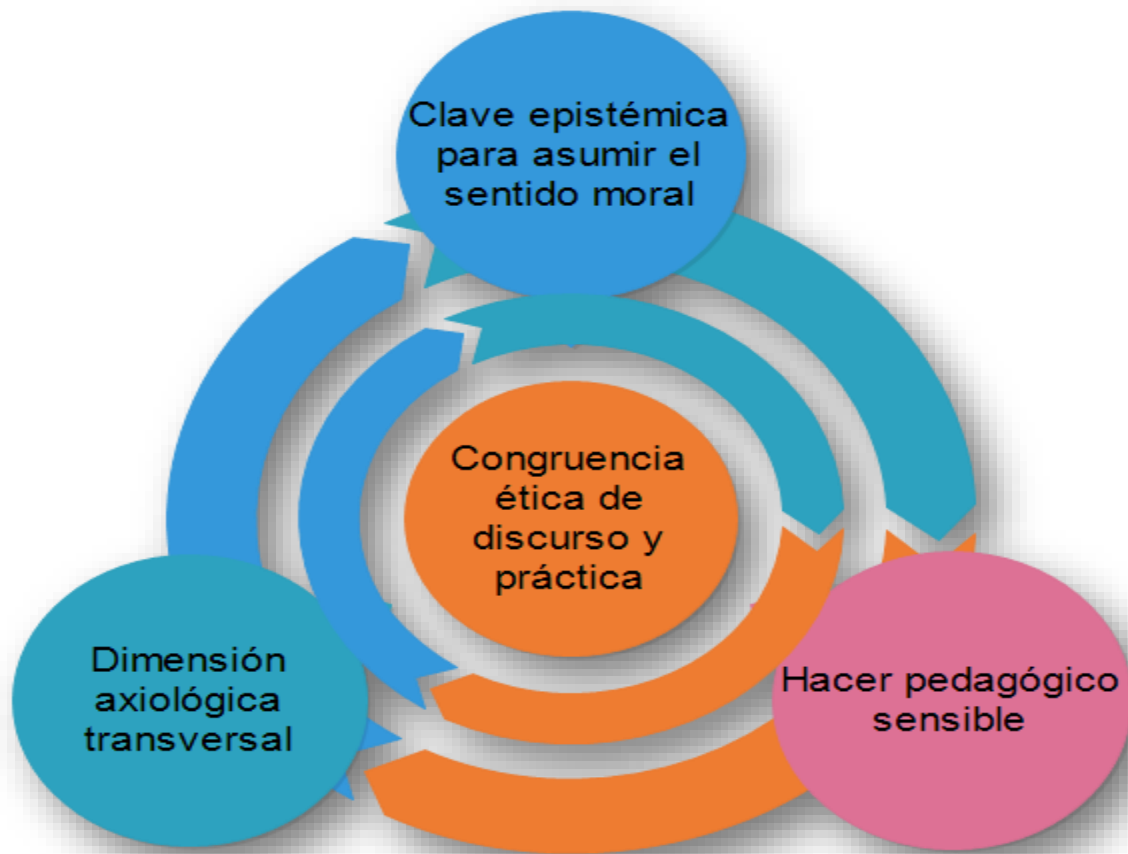 Clave epistémica
para asumir el
sentido moral
Congruencia
ética de
discurso y
práctica
Dimensión
axiológica
transversal
Hacer pedagógico
sensible